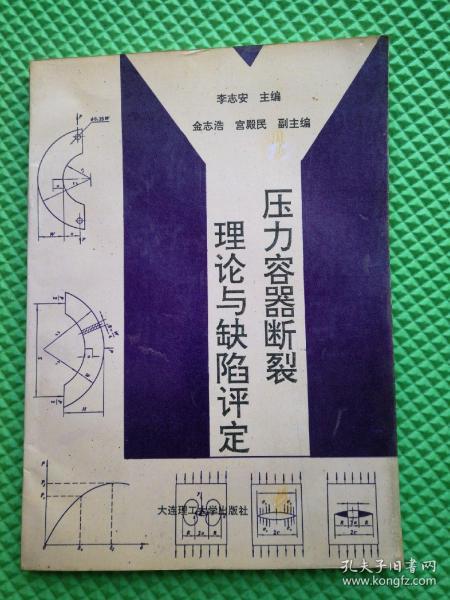 李志安 主编
金志浩 宫殿民 副主编
压力容器断裂
理论与缺陷评定
大连理工大学出版社
孔夫子旧书网
www.kongfz.com